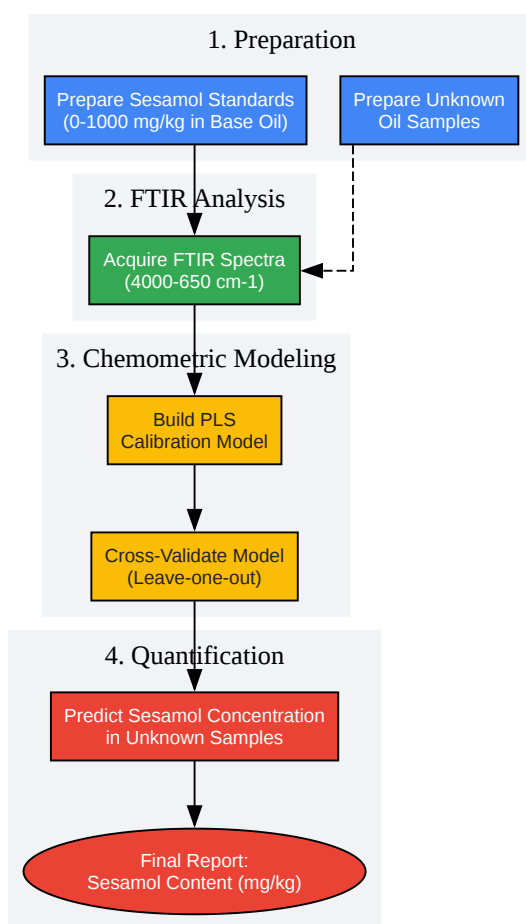 1. Preparation
Prepare Sesamol Standards
(0-1000 mg/kg in Base Oil)
Prepare Unknown
Oil Samples
2. FTIR Analysis
Acquire FTIR Spectra
(4000-650 cm-1)
3. Chemometric Modeling
Build PLS
Calibration Model
Cross-Validate Model
(Leave-one-out)
4. Quantification
Predict Sesamol Concentration
in Unknown Samples
Final Report:
Sesamol Content (mg/kg)